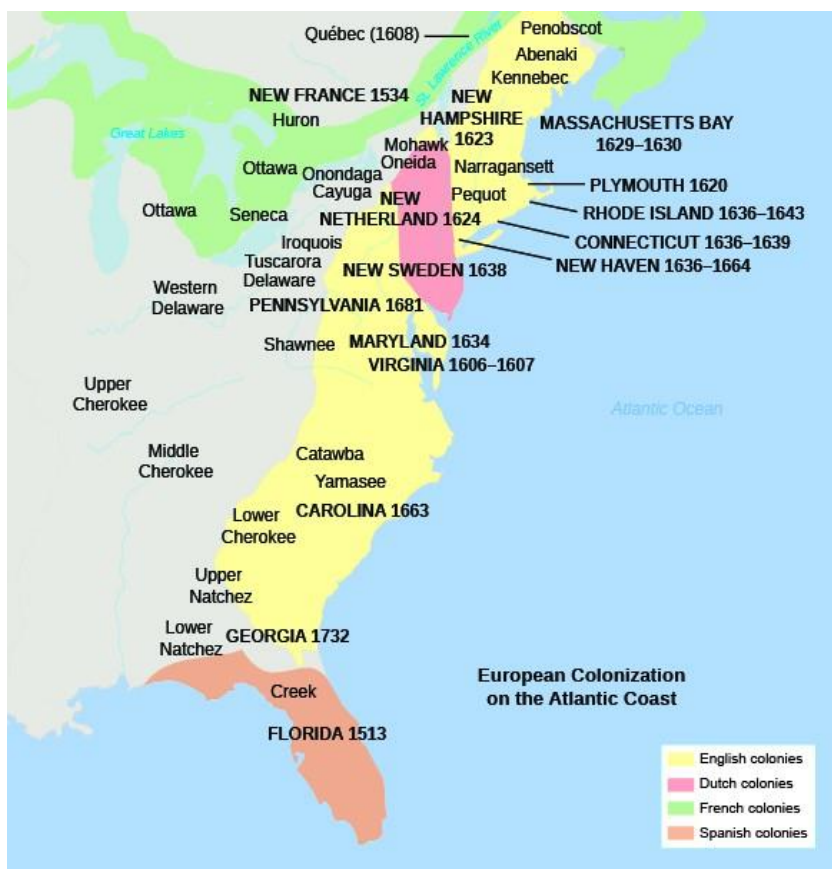 Québec (1608)
Penobscot
Abenaki
Kennebec
St. Lawrence River
NEW FRANCE 1534
Huron
NEW
HAMPSHIRE
1623
MASSACHUSETTS BAY
1629–1630
Great Lakes
Mohawk
Oneida
Narragansett
Ottawa
Onondaga
Cayuga
Pequot
PLYMOUTH 1620
NEW
NETHERLAND 1624
Ottawa
Seneca
RHODE ISLAND 1636–1643
Iroquois
CONNECTICUT 1636–1639
Tuscarora
Delaware
NEW SWEDEN 1638
NEW HAVEN 1636–1664
Western
Delaware
PENNSYLVANIA 1681
Shawnee
MARYLAND 1634
VIRGINIA 1606–1607
Upper
Cherokee
Atlantic Ocean
Middle
Cherokee
Catawba
Yamasee
CAROLINA 1663
Lower
Cherokee
Upper
Natchez
Lower
Natchez
GEORGIA 1732
European Colonization
on the Atlantic Coast
Creek
FLORIDA 1513
English colonies
Dutch colonies
French colonies
Spanish colonies